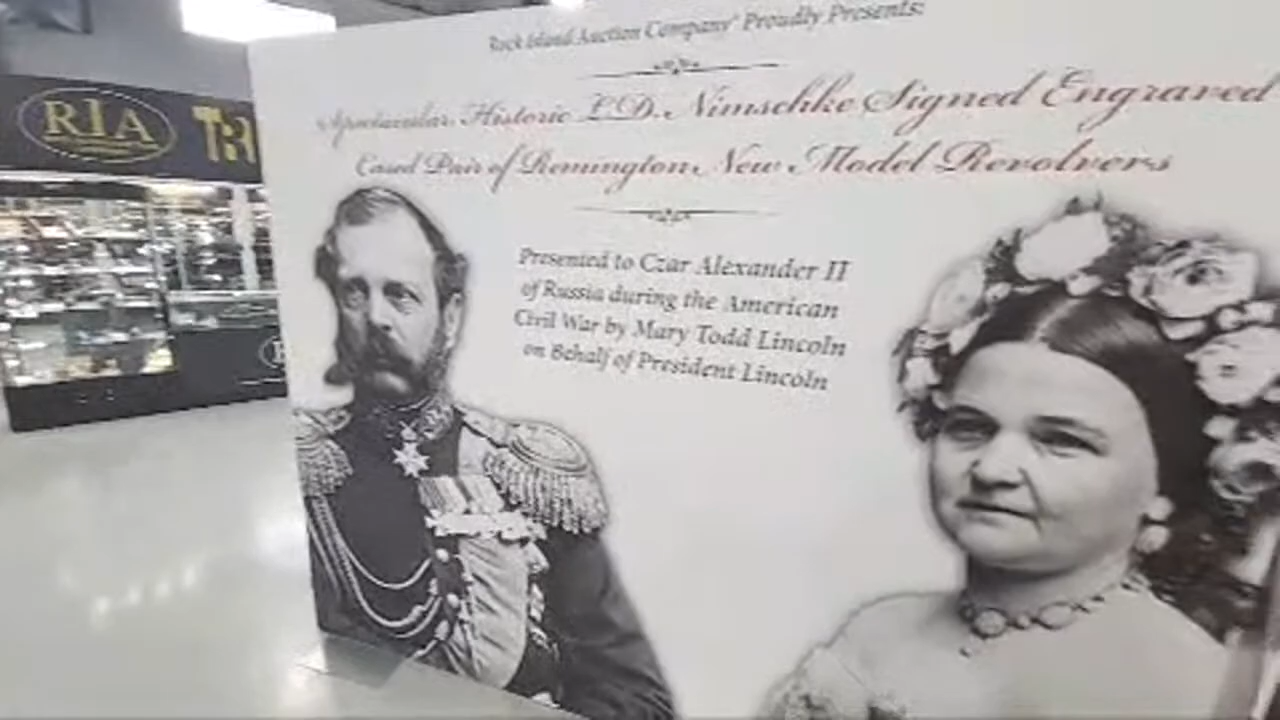 RIA
Rock Island Auction Company® Proudly Presents:
Spectacular Historic L.D. Nimschke Signed Engraved
Cased Pair of Remington New Model Revolvers
Presented to Czar Alexander II
of Russia during the American
Civil War by Mary Todd Lincoln
on Behalf of President Lincoln